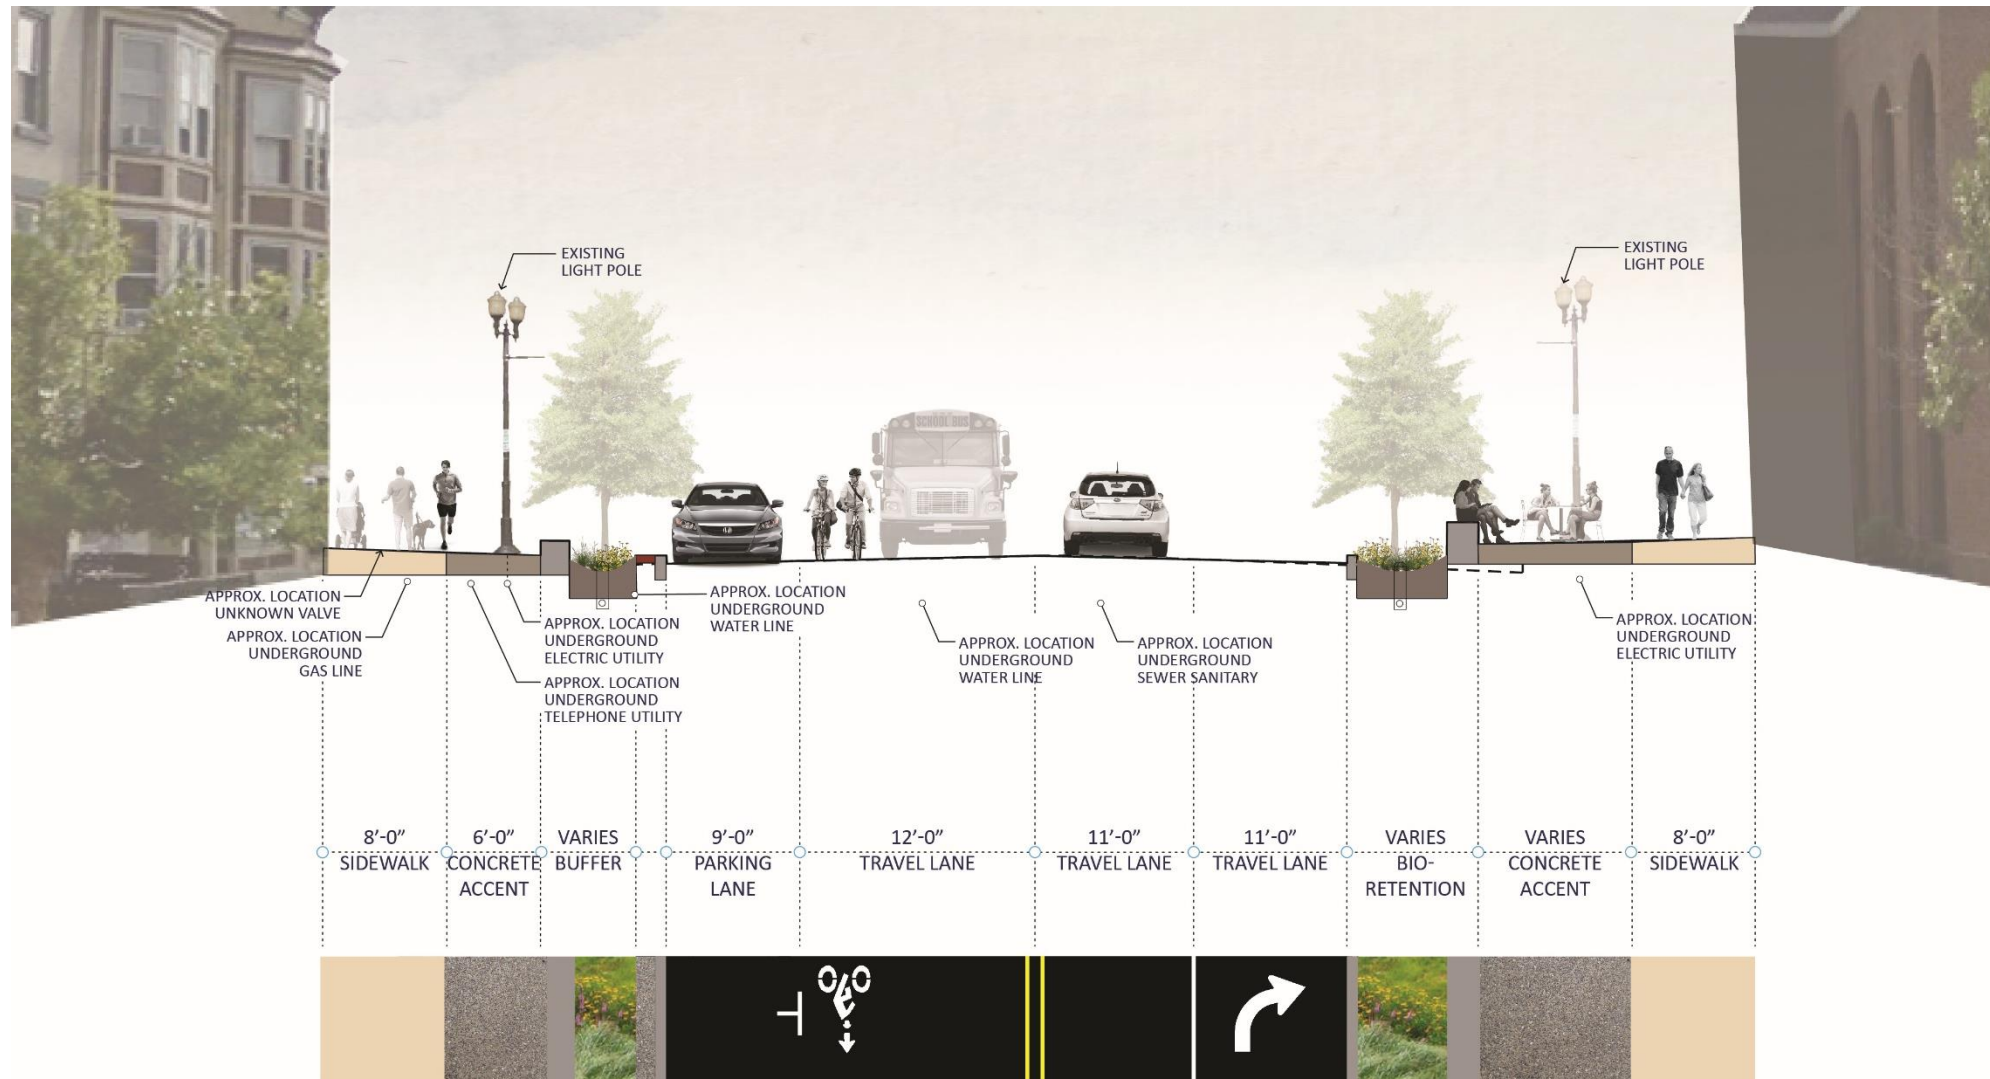 EXISTING
LIGHT POLE
EXISTING
LIGHT POLE
SCHOOL BUS
APPROX. LOCATION
UNKNOWN VALVE
APPROX. LOCATION
UNDERGROUND
GAS LINE
APPROX. LOCATION
UNDERGROUND
ELECTRIC UTILITY
APPROX. LOCATION
UNDERGROUND
TELEPHONE UTILITY
APPROX. LOCATION
UNDERGROUND
WATER LINE
APPROX. LOCATION
UNDERGROUND
WATER LINE
APPROX. LOCATION
UNDERGROUND
SEWER SANITARY
APPROX. LOCATION
UNDERGROUND
ELECTRIC UTILITY
8’-0”
SIDEWALK
6’-0”
CONCRETE
ACCENT
VARIES
BUFFER
9’-0”
PARKING
LANE
12’-0”
TRAVEL LANE
11’-0”
TRAVEL LANE
11’-0”
TRAVEL LANE
VARIES
BIO-
RETENTION
VARIES
CONCRETE
ACCENT
8’-0”
SIDEWALK